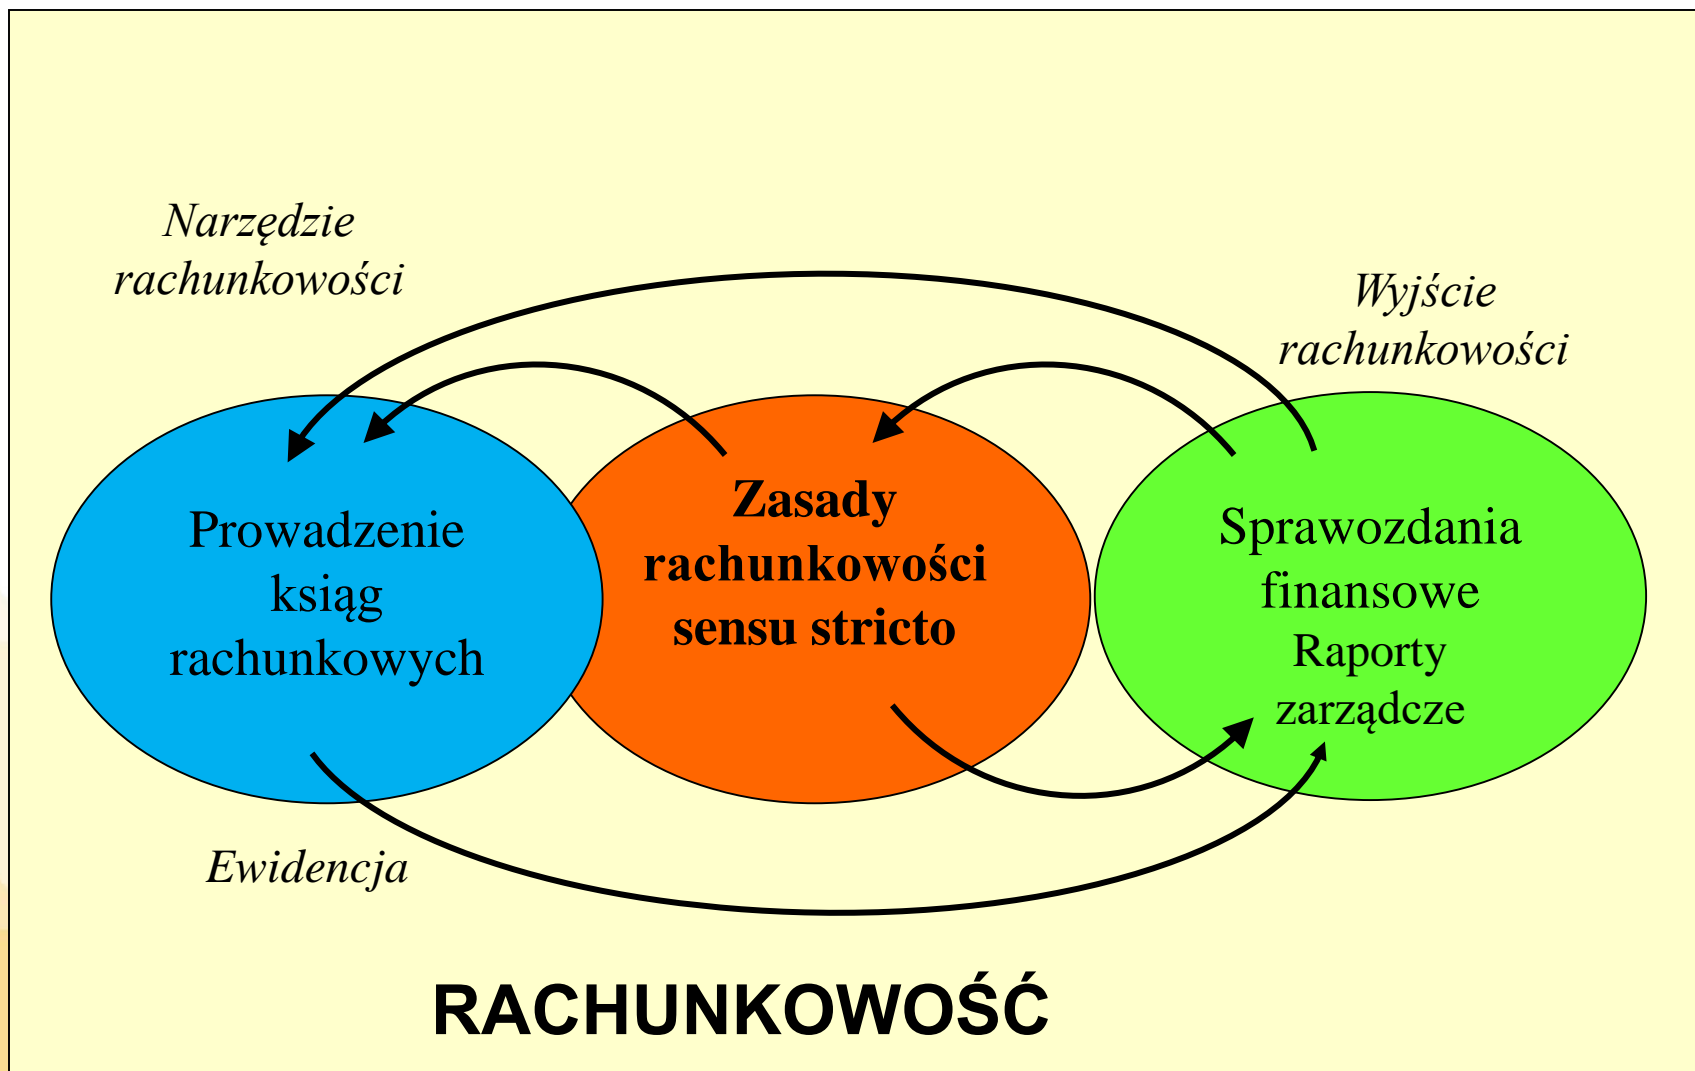 Narzędzie
rachunkowości
Wyjście
rachunkowości
Prowadzenie
ksiąg
rachunkowych
Zasady
rachunkowości
sensu stricto
Sprawozdania
finansowe
Raporty
zarządcze
Ewidencja
RACHUNKOWOŚĆ